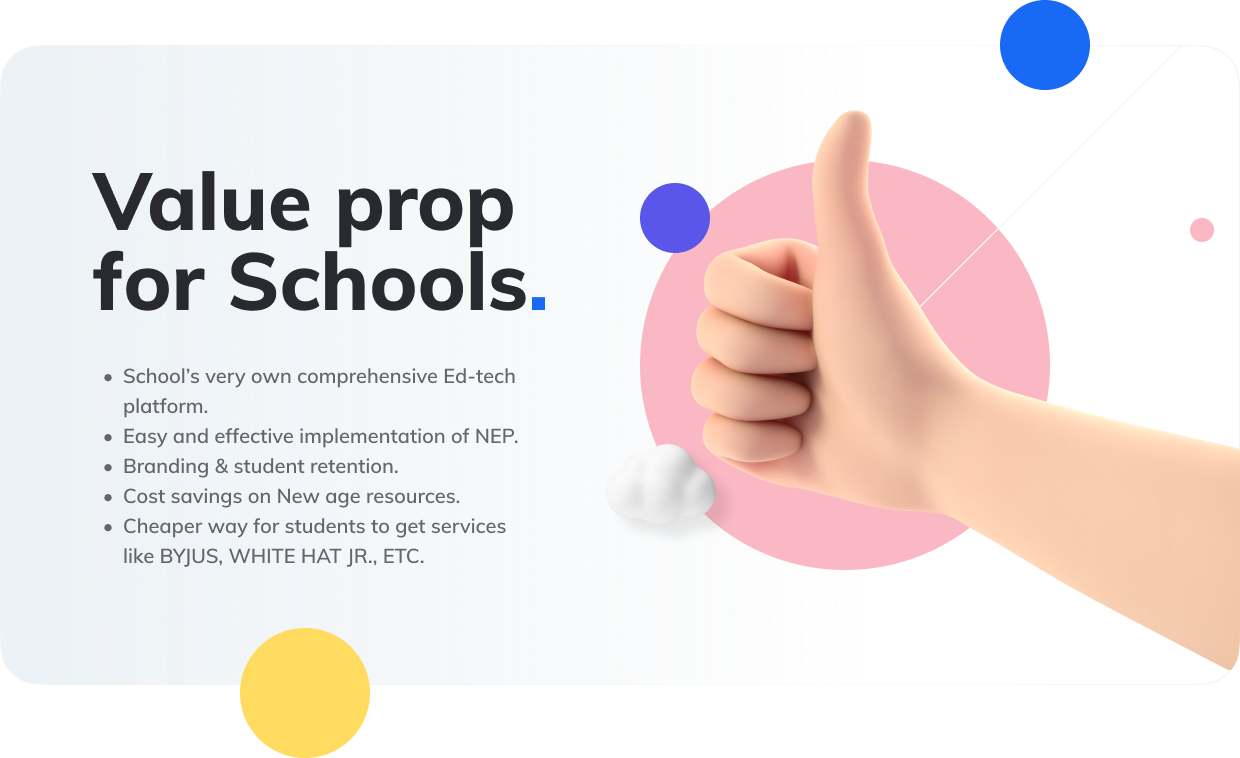 Value prop
for Schools.
• School’s very own comprehensive Ed-tech
platform.
• Easy and effective implementation of NEP.
• Branding & student retention.
• Cost savings on New age resources.
• Cheaper way for students to get services
like BYJUS, WHITE HAT JR., ETC.